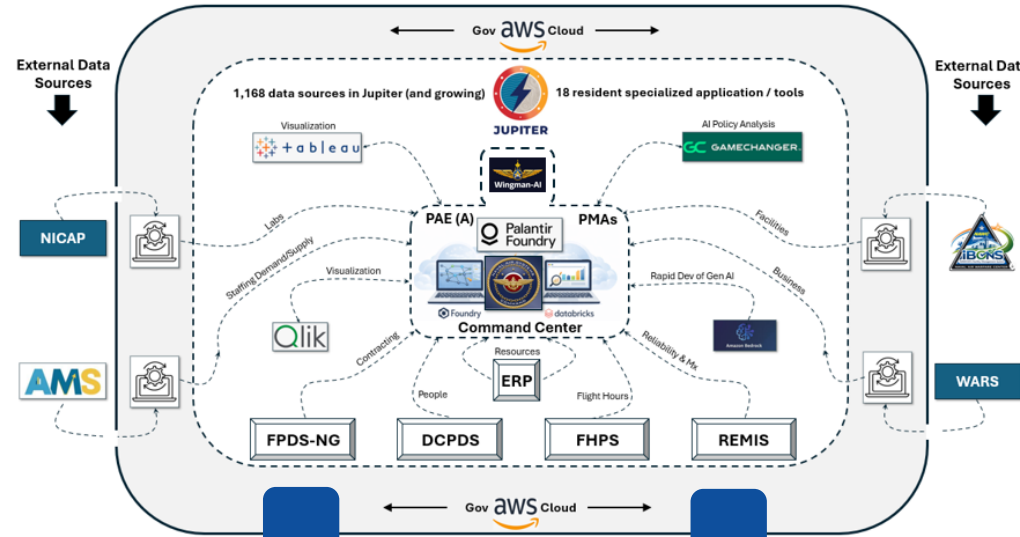 Gov aws Cloud
External Data
Sources
External Dat
Sources
1,168 data sources in Jupiter (and growing)
18 resident specialized application / tools
JUPITER
Visualization
+ a b l e a u
AI Policy Analysis
GC GAMECHANGER.
Wingman-AI
PAE (A)
PMAs
Palantir
Foundry
NICAP
Labs
Facilities
iBONS
Staffing Demand/Supply
Business
Visualization
Rapid Dev of Gen AI
Foundry
databricks
Qlik
Command Center
Amazon Bedrock
Contracting
Resources
Reliability & Mx
ERP
AMS
WARS
People
Flight Hours
FPDS-NG
DCPDS
FHPS
REMIS
Gov aws Cloud